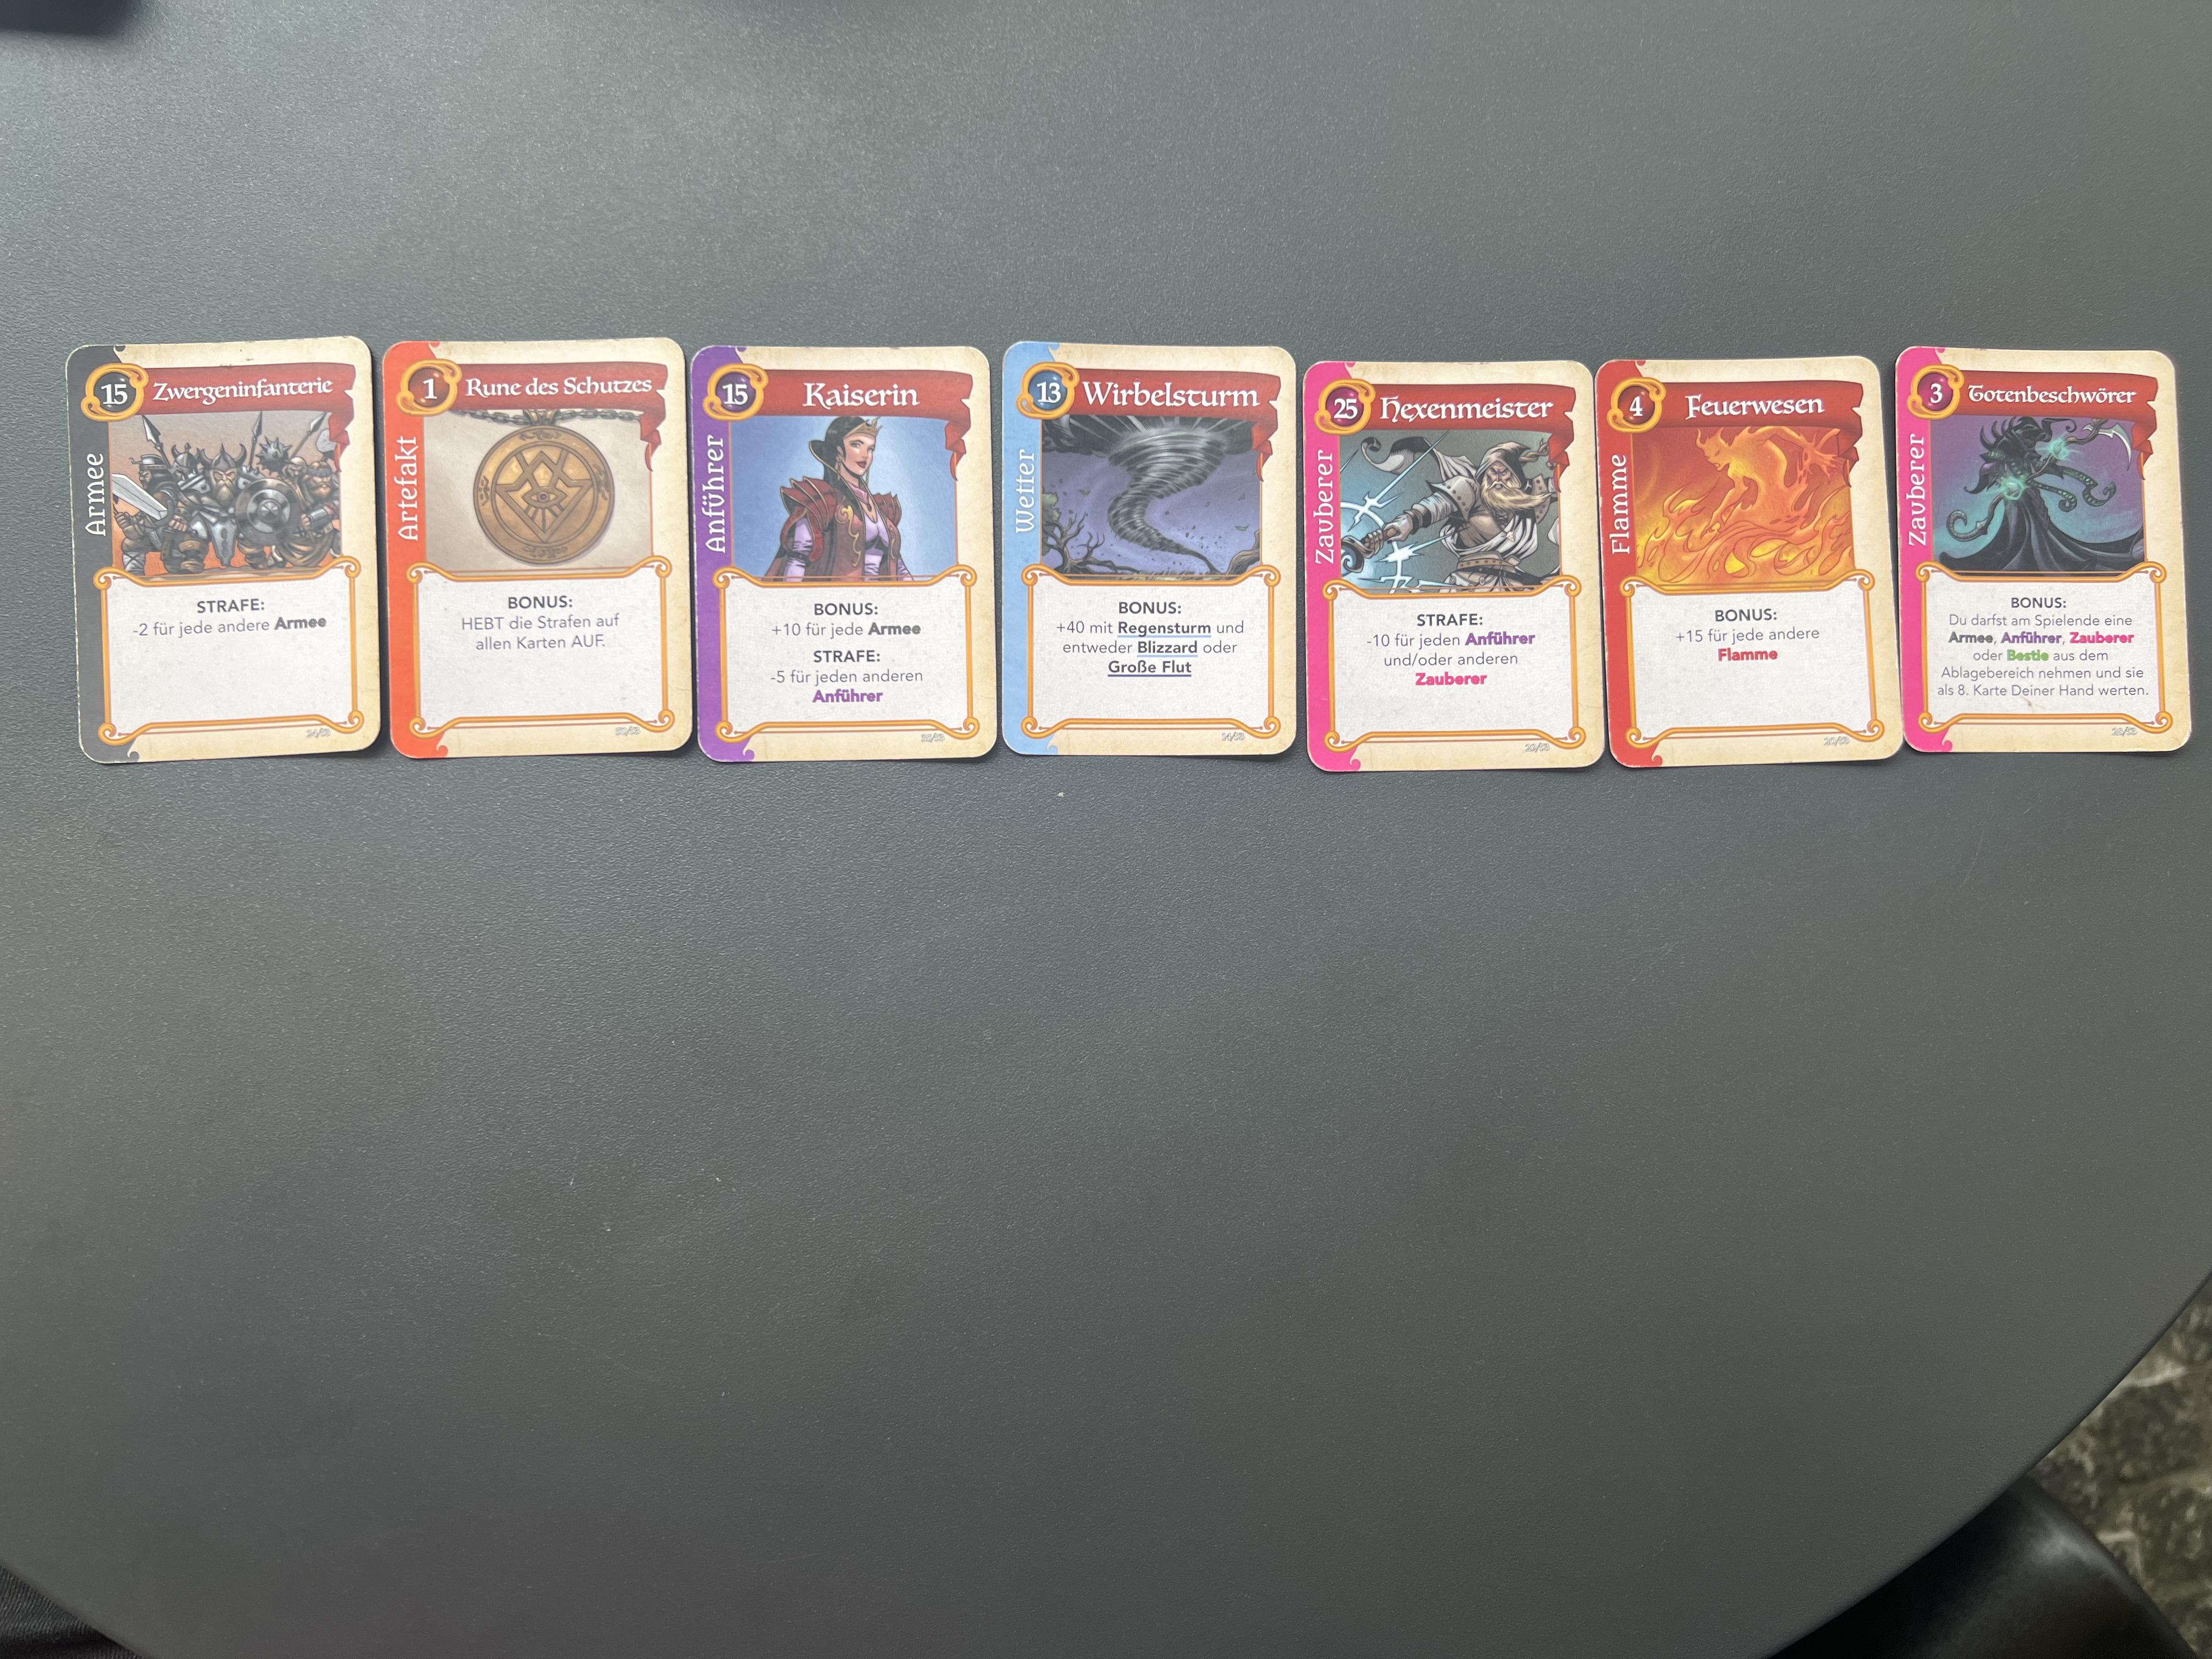 Armee
15 Zwergeninfanterie
STRAFE:
-2 für jede andere Armee
Artefakt
1 Rune des Schutzes
BONUS:
HEBT die Strafen auf
allen Karten AUF.
Anführer
15 Kaiserin
BONUS:
+10 für jede Armee
STRAFE:
-5 für jeden anderen
Anführer
Wetter
13 Wirbelsturm
BONUS:
+40 mit Regensturm und
entweder Blizzard oder
Große Flut
14/53
Zauberer
25 Hexenmeister
STRAFE:
-10 für jeden Anführer
und/oder anderen
Zauberer
Flamme
4 Feuerwesen
BONUS:
+15 für jede andere
Flamme
Zauberer
3 Totenbeschwörer
BONUS:
Du darfst am Spielende eine
Armee, Anführer, Zauberer
oder Bestie aus dem
Ablagebereich nehmen und sie
als 8. Karte Deiner Hand werten.